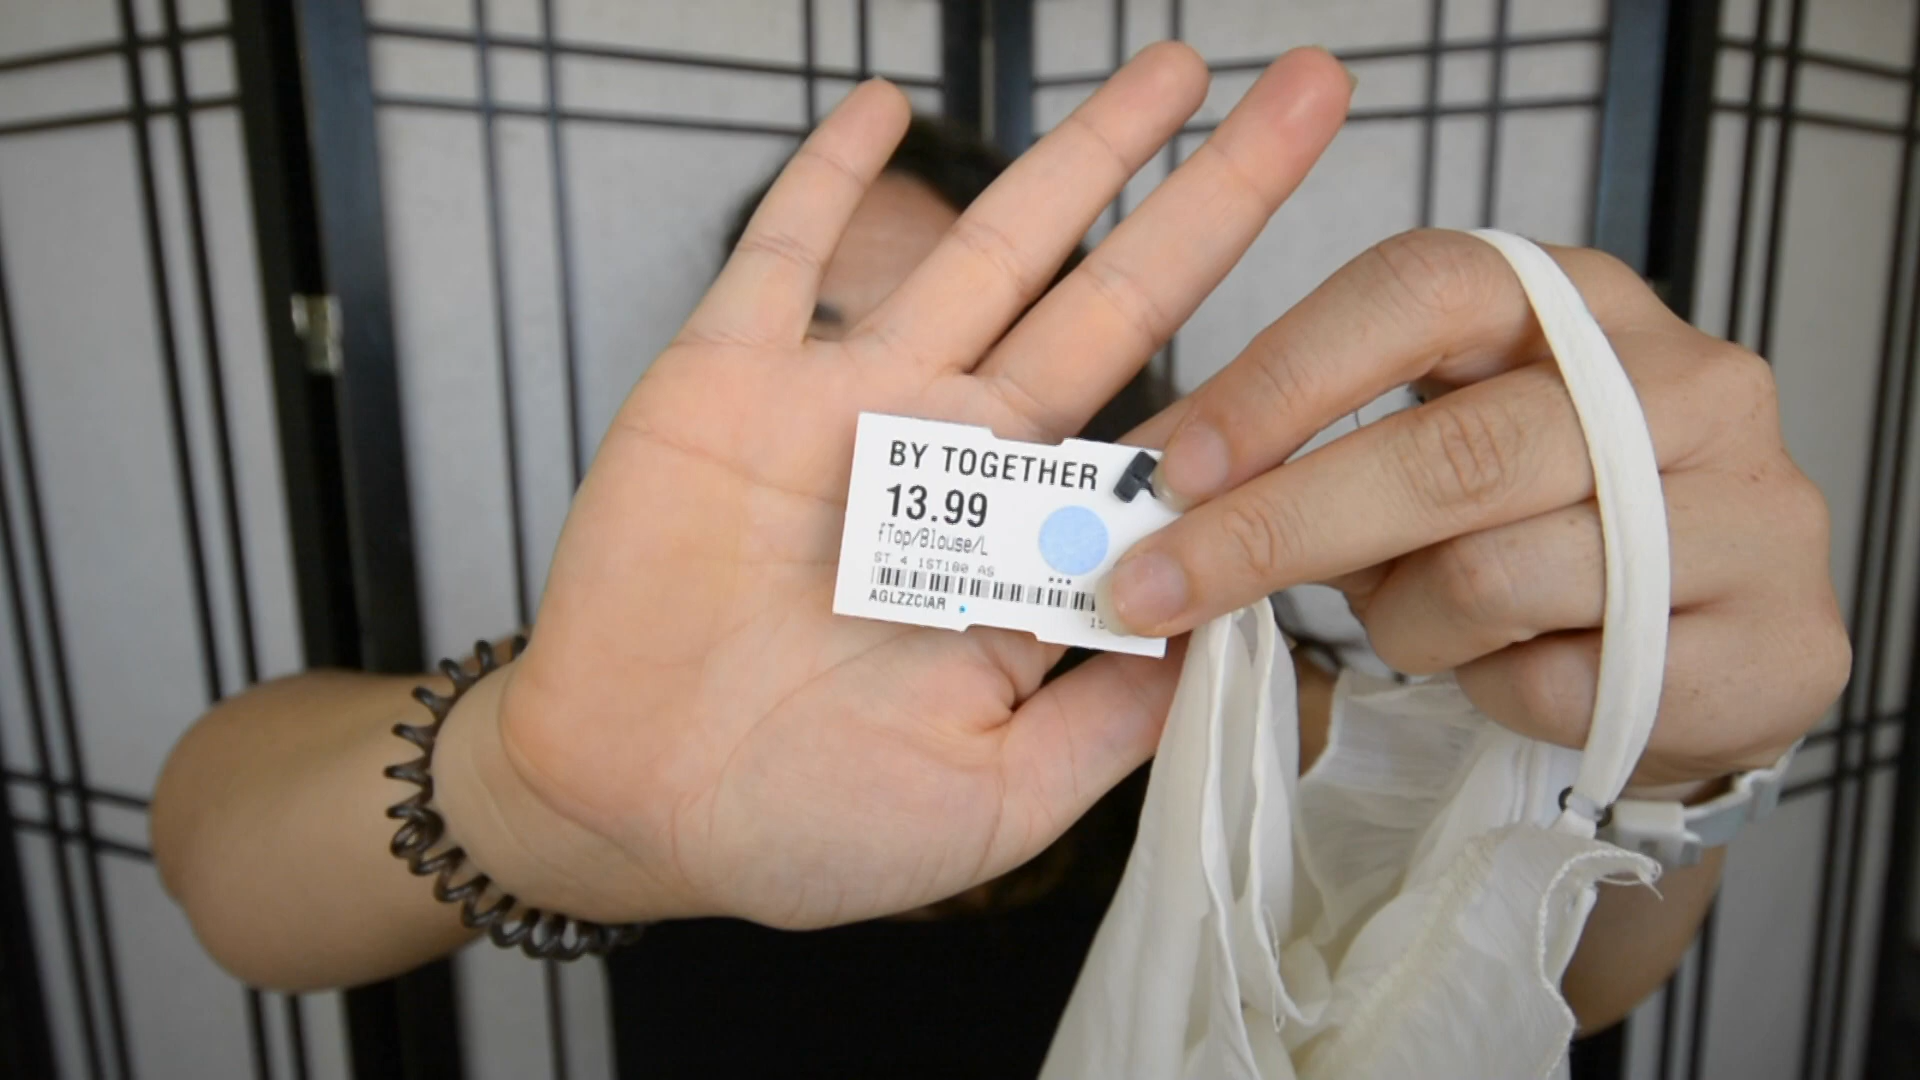 BY TOGETHER
13.99
fTop/Blouse/L
ST 4 1ST180 AS
AGLZZCIAR